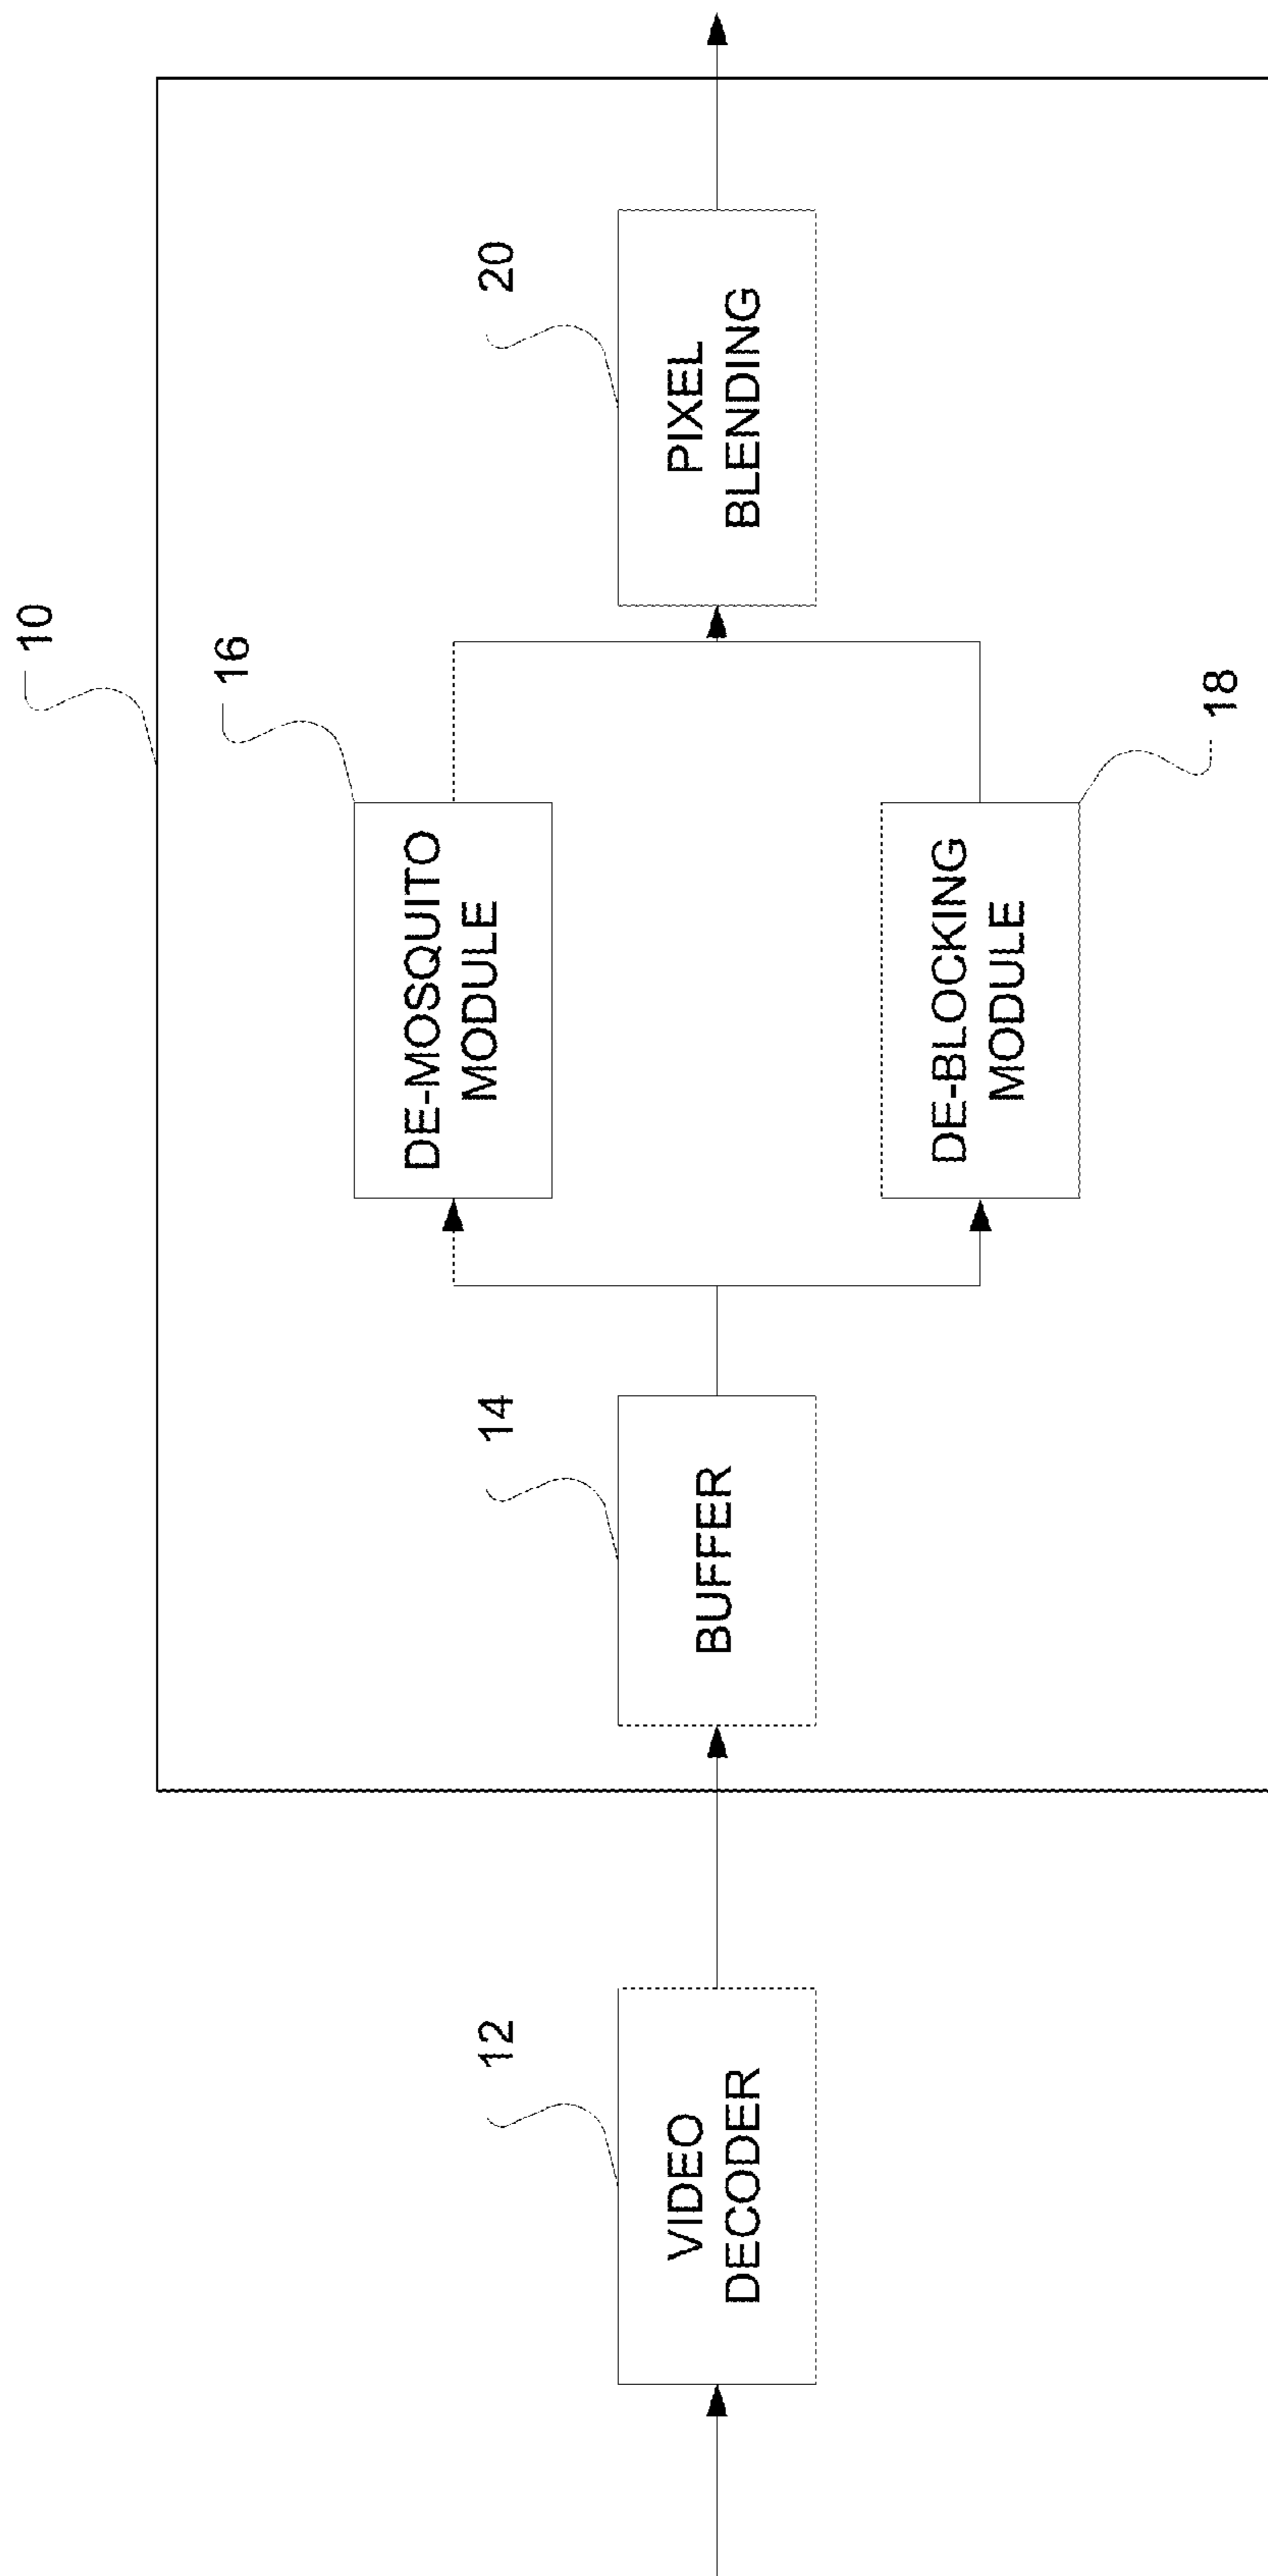 10
16
DE-MOSQUITO
MODULE
12
VIDEO
DECODER
14
BUFFER
20
PIXEL
BLENDING
DE-BLOCKING
MODULE
18